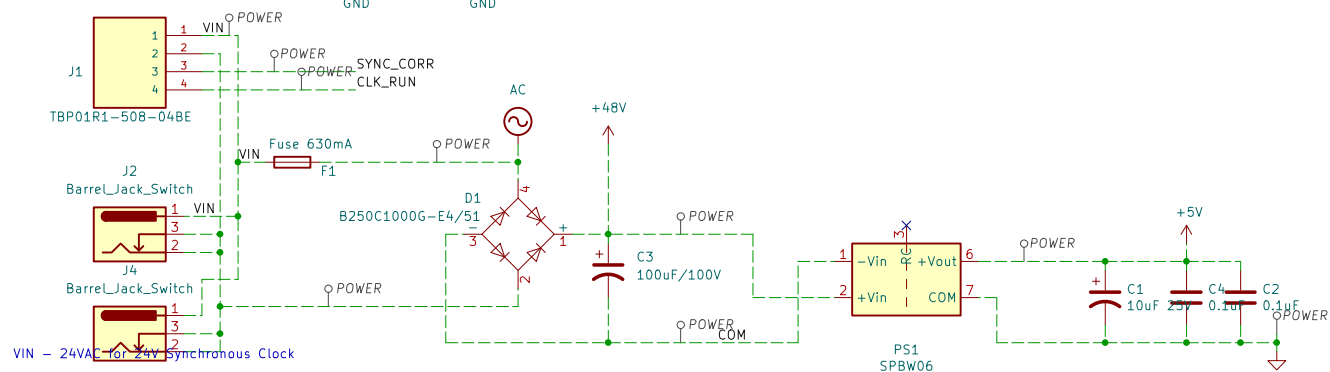 GND GND
POWER
VIN
1 1
2 2
3 3
4 4
J1
TBP01R1-508-04BE
POWER
POWER
SYNC_CORR
CLK_RUN
AC
+48V
VIN
Fuse 630mA
F1
POWER
J2
Barrel_Jack_Switch
1
3
2
VIN
D1
B250C1000G-E4/51
4
-
3
+
1
2
POWER
C3
100uF/100V
+
POWER
COM
J4
Barrel_Jack_Switch
1
3
2
POWER
VIN - 24VAC for 24V Synchronous Clock
3
RC
1 -Vin
2 +Vin
+Vout 6
COM 7
PS1
SPBW06
POWER
+5V
+
C1
10uF 25V
C4
0.1uF
C2
0.1uF
POWER